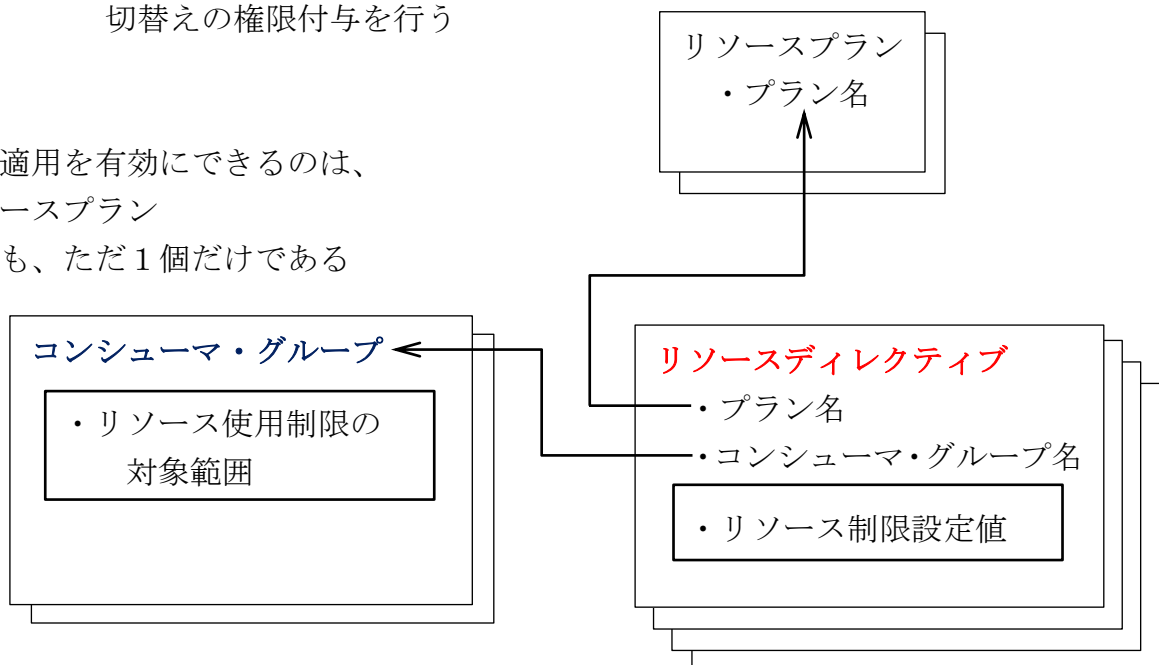 切替えの権限付与を行う
リソースプラン
・プラン名
適用を有効にできるのは、
ースプラン
も、ただ１個だけである
コンシューマ・グループ
・リソース使用制限の
対象範囲
リソースディレクティブ
・プラン名
・コンシューマ・グループ名
・リソース制限設定値